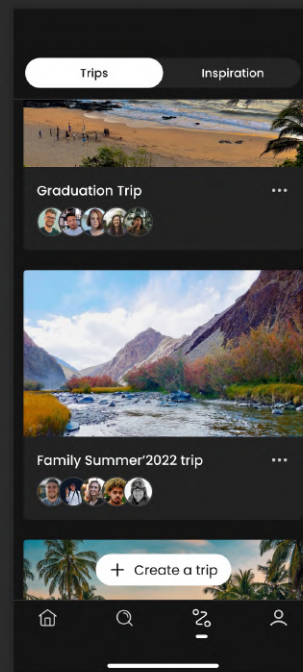 Trips
Inspiration
Graduation Trip
Family Summer'2022 trip
+ Create a trip